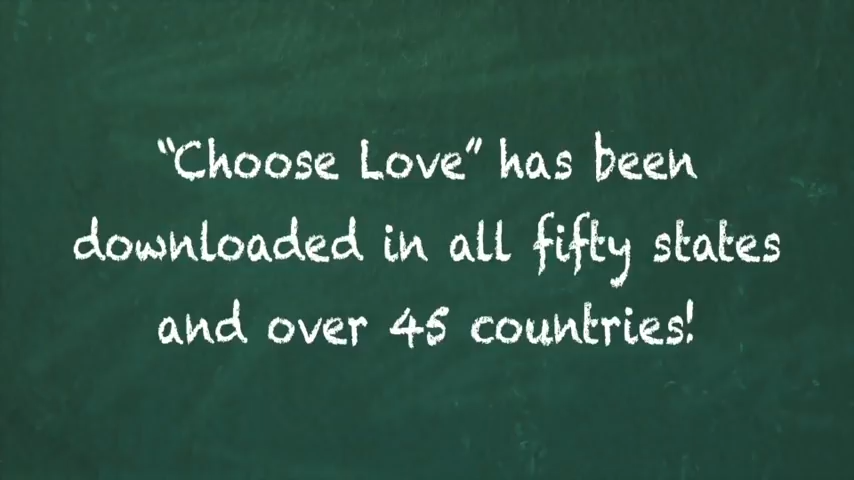 “Choose Love” has been
downloaded in all fifty states
and over 45 countries!